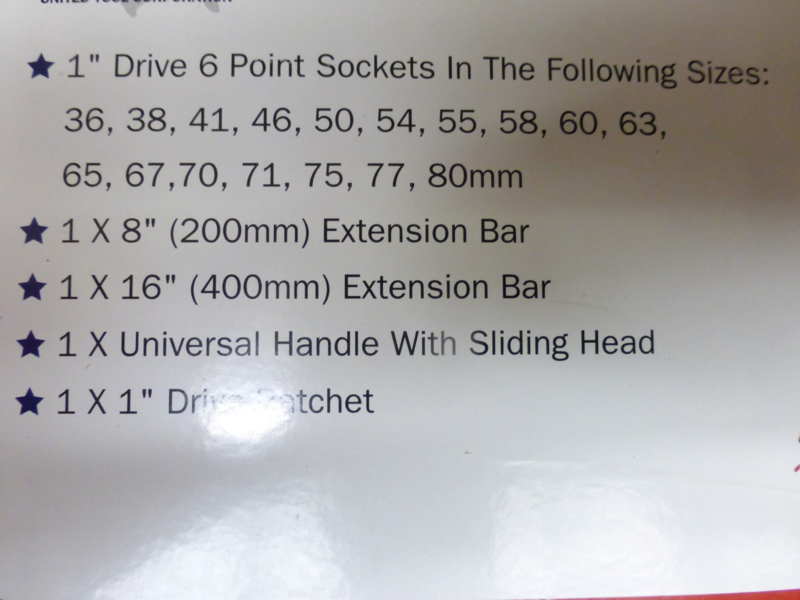 ★ 1" Drive 6 Point Sockets In The Following Sizes:
36, 38, 41, 46, 50, 54, 55, 58, 60, 63,
65, 67,70, 71, 75, 77, 80mm
★ 1 X 8" (200mm) Extension Bar
★ 1 X 16" (400mm) Extension Bar
★ 1 X Universal Handle With Sliding Head
★ 1 X 1" Drive Ratchet